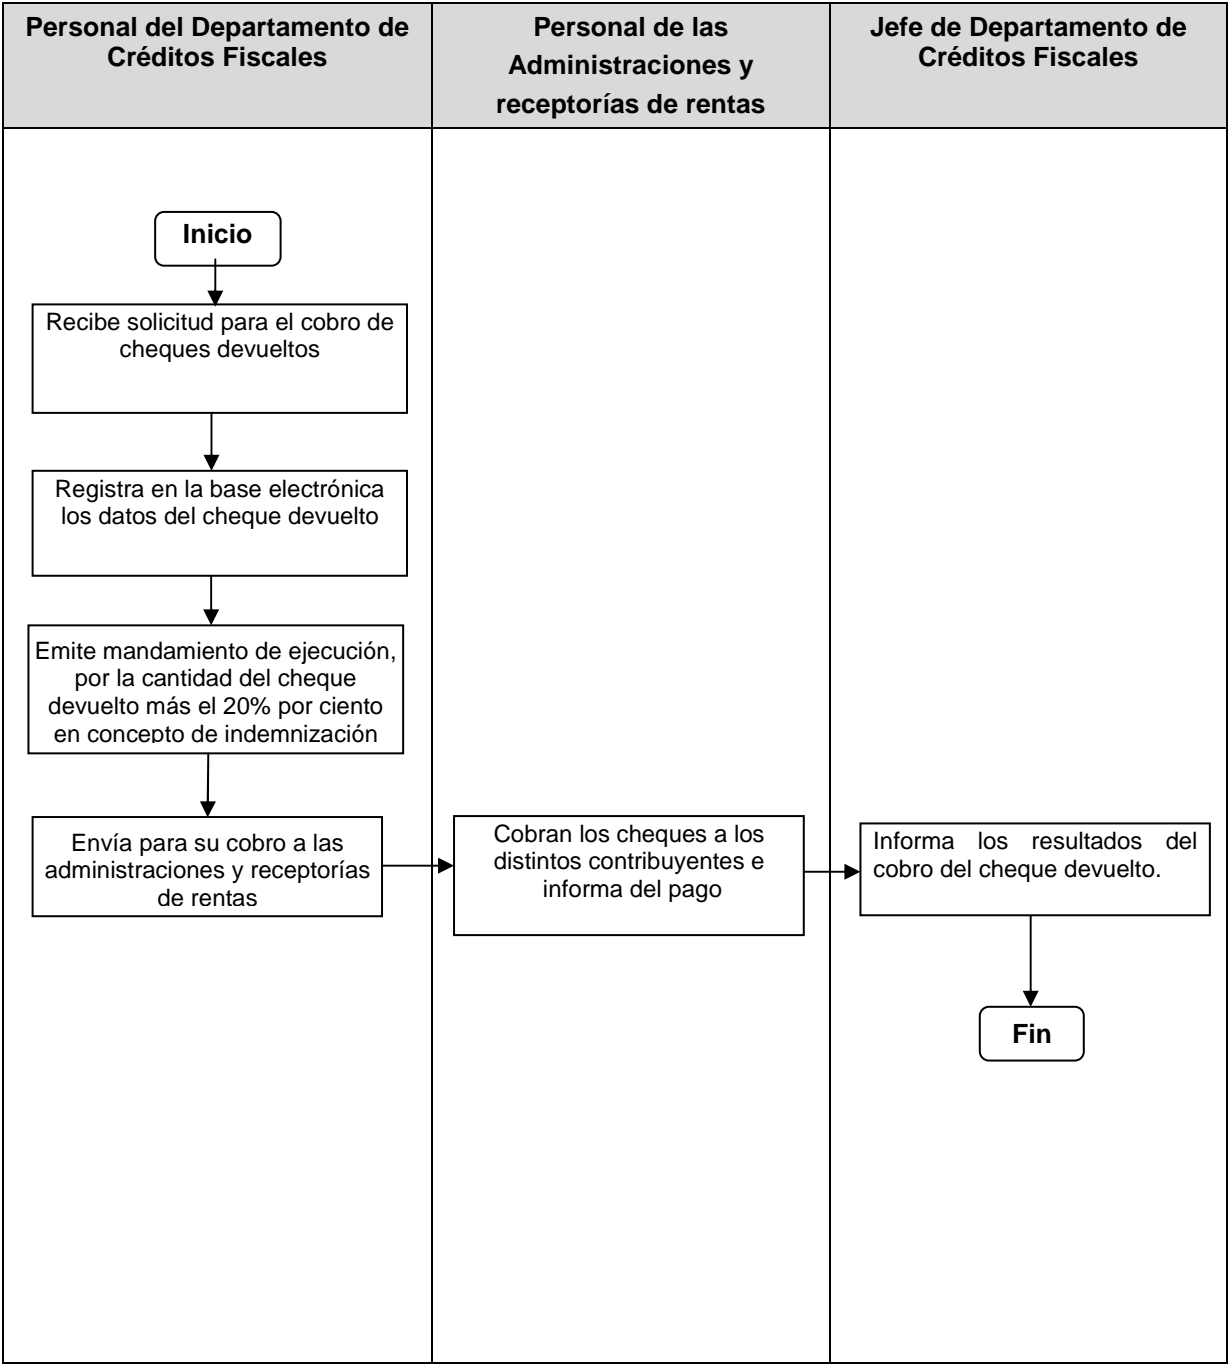 Personal del Departamento de
Créditos Fiscales
Personal de las
Administraciones y
receptorías de rentas
Jefe de Departamento de
Créditos Fiscales
Inicio
Recibe solicitud para el cobro de
cheques devueltos
Registra en la base electrónica
los datos del cheque devuelto
Emite mandamiento de ejecución,
por la cantidad del cheque
devuelto más el 20% por ciento
en concepto de indemnización
Envía para su cobro a las
administraciones y receptorías
de rentas
Cobran los cheques a los
distintos contribuyentes e
informa del pago
Informa los resultados del
cobro del cheque devuelto.
Fin